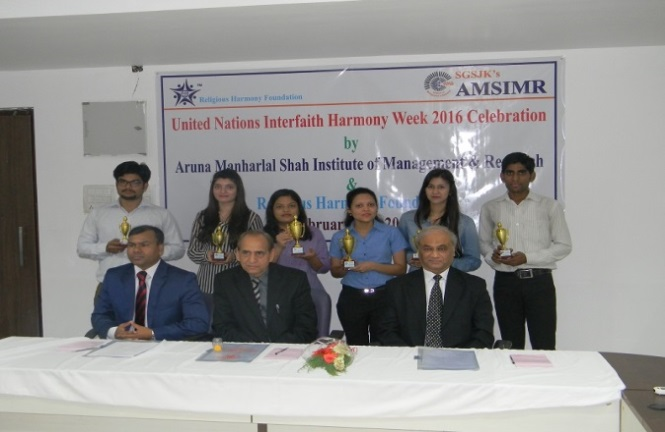 Religious Harmony Foundation
SGSJK's
AMSIMR
United Nations Interfaith Harmony Week 2016 Celebration
by
Aruna Manharlal Shah Institute of Management & Re
&
Harm